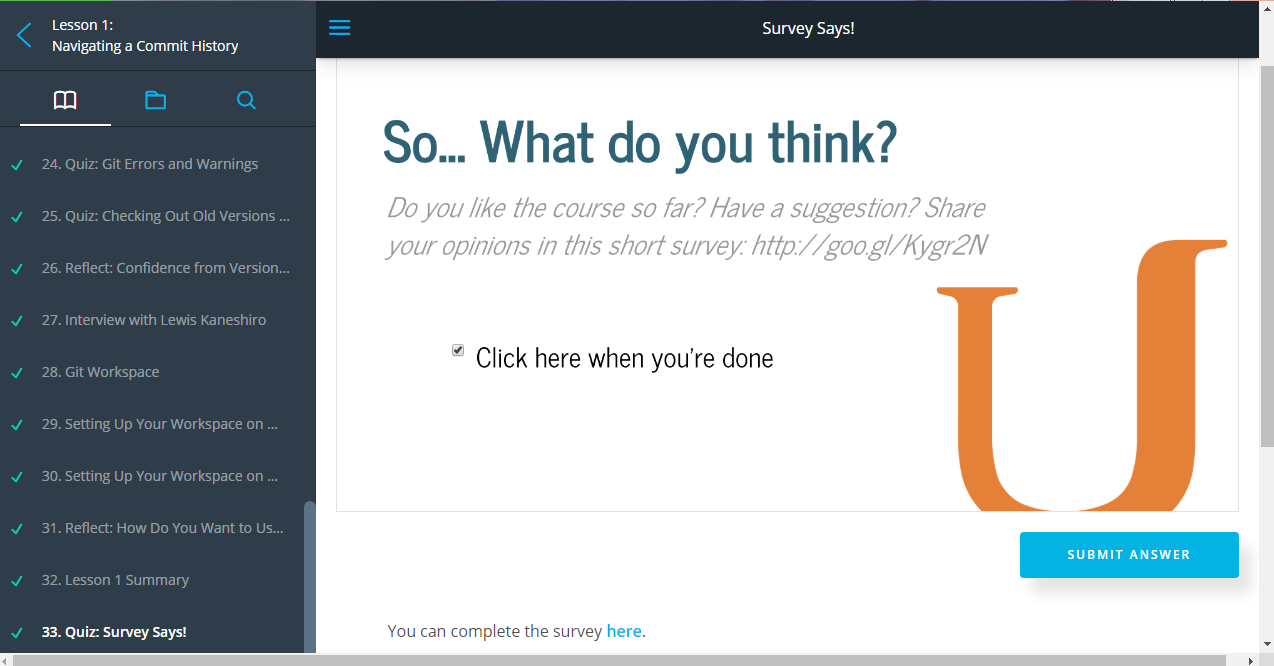 Lesson 1:
Navigating a Commit History
24. Quiz: Git Errors and Warnings
25. Quiz: Checking Out Old Versions ...
26. Reflect: Confidence from Version...
27. Interview with Lewis Kaneshiro
28. Git Workspace
29. Setting Up Your Workspace on ...
30. Setting Up Your Workspace on ...
31. Reflect: How Do You Want to Us...
32. Lesson 1 Summary
33. Quiz: Survey Says!
Survey Says!
So... What do you think?
Do you like the course so far? Have a suggestion? Share
your opinions in this short survey: http://goo.gl/Kygr2N
Click here when you're done
U
SUBMIT ANSWER
You can complete the survey here.